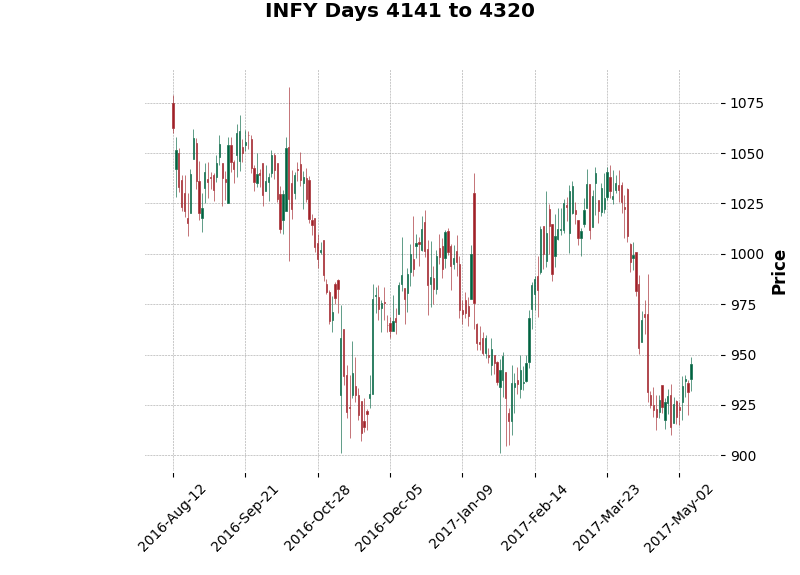 INFY Days 4141 to 4320
1075
1050
1025
1000
975
950
925
900
Price
2016-Aug-12
2016-Sep-21
2016-Oct-28
2016-Dec-05
2017-Jan-09
2017-Feb-14
2017-Mar-23
2017-May-02